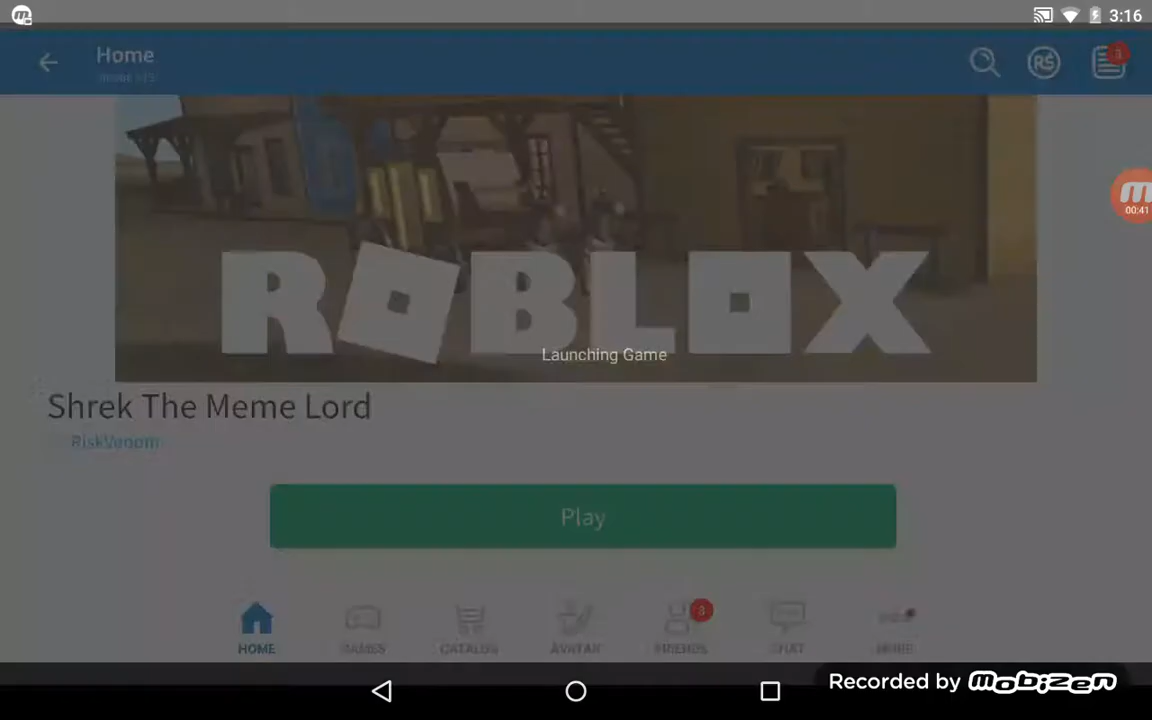 3:16
Home
R$
3
00:41
ROBLOX
Launching Game
Shrek The Meme Lord
RiskVenom
Play
3
HOME GAMES CATALOG AVATAR FRIENDS CHAT MORE
Recorded by mobizen